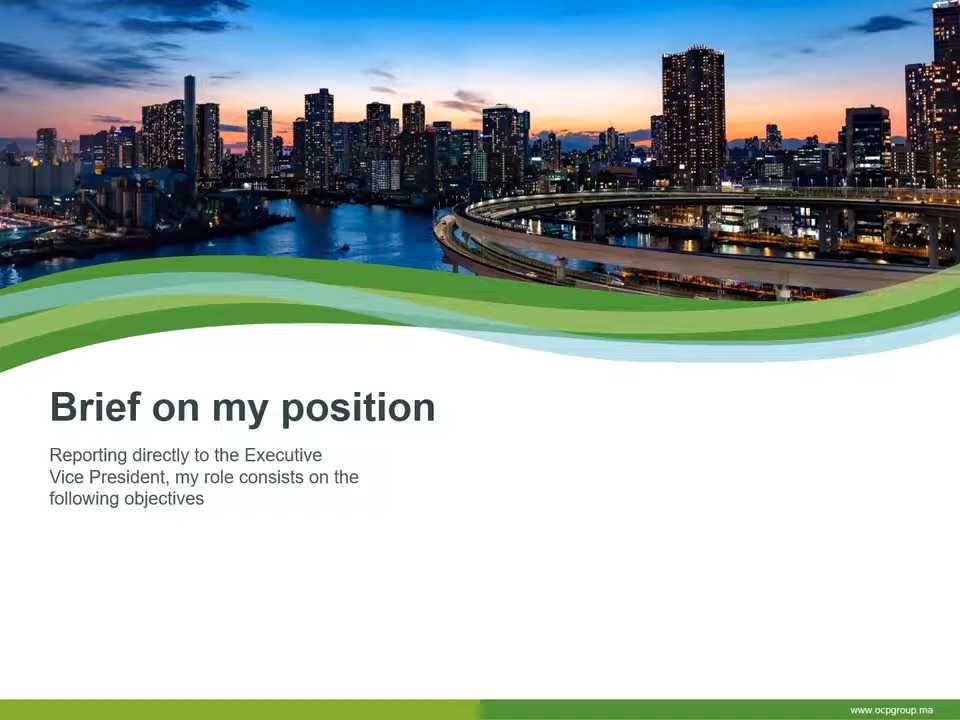 Brief on my position
Reporting directly to the Executive
Vice President, my role consists on the
following objectives
www.ocpgroup.ma